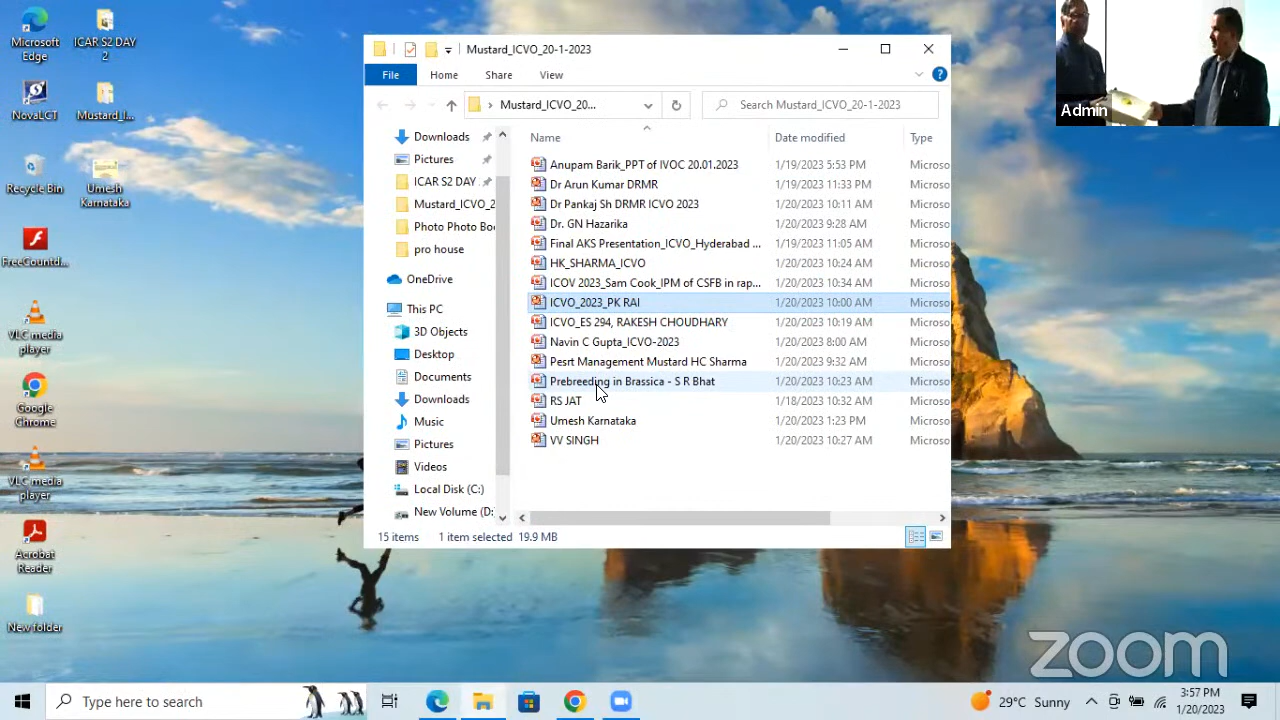 Microsoft Edge
ICAR S2 DAY 2
NovaLCT
Mustard_I...
Recycle Bin
Umesh Karnataka
FreeCountd...
VLC media player
Google Chrome
VLC media player
Acrobat Reader
New folder
Mustard_ICVO_20-1-2023
File Home Share View
Mustard_ICVO_20... Search Mustard_ICVO_20-1-2023
Downloads
Pictures
ICAR S2 DAY
Mustard_ICVO_2
Photo Photo Bo
pro house
OneDrive
This PC
3D Objects
Desktop
Documents
Downloads
Music
Pictures
Videos
Local Disk (C:)
New Volume (D:
Name Date modified Type
Anupam Barik_PPT of IVOC 20.01.2023 1/19/2023 5:53 PM Microso
Dr Arun Kumar DRMR 1/19/2023 11:33 PM Microso
Dr Pankaj Sh DRMR ICVO 2023 1/20/2023 10:11 AM Microso
Dr. GN Hazarika 1/20/2023 9:28 AM Microso
Final AKS Presentation_ICVO_Hyderabad ... 1/19/2023 11:05 AM Microso
HK_SHARMA_ICVO 1/20/2023 10:24 AM Microso
ICOV 2023_Sam Cook_IPM of CSFB in rap... 1/20/2023 10:34 AM Microso
ICVO_2023_PK RAI 1/20/2023 10:00 AM Microso
ICVO_ES 294, RAKESH CHOUDHARY 1/20/2023 10:19 AM Microso
Navin C Gupta_ICVO-2023 1/20/2023 8:00 AM Microso
Pesrt Management Mustard HC Sharma 1/20/2023 9:32 AM Microso
Prebreeding in Brassica - S R Bhat 1/20/2023 10:23 AM Microso
RS JAT 1/18/2023 10:32 AM Microso
Umesh Karnataka 1/20/2023 1:23 PM Microso
VV SINGH 1/20/2023 10:27 AM Microso
15 items 1 item selected 19.9 MB
Admin
zoom
Type here to search
29°C Sunny
3:57 PM
1/20/2023